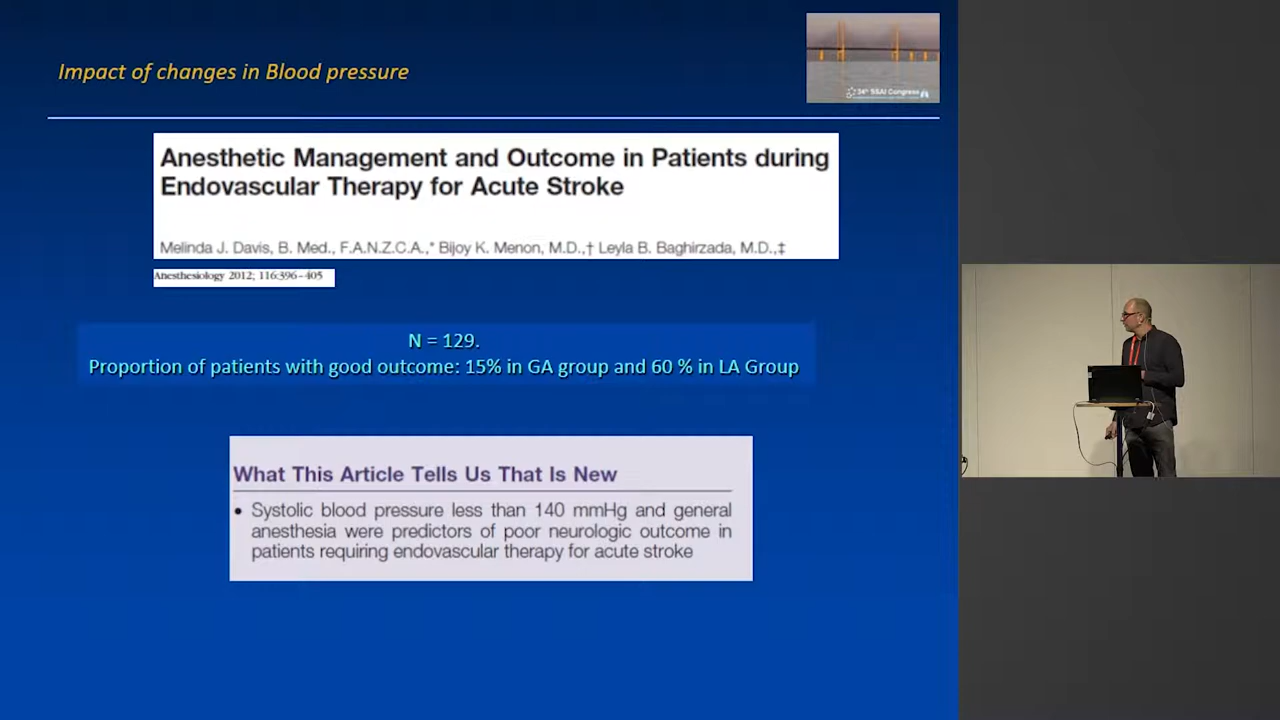 Impact of changes in Blood pressure
34th SSAI Congress
Anesthetic Management and Outcome in Patients during
Endovascular Therapy for Acute Stroke
Melinda J. Davis, B. Med., F.A.N.Z.C.A.,* Bijoy K. Menon, M.D.,† Leyla B. Baghirzada, M.D.,‡
Anesthesiology 2012; 116:396–405
N = 129.
Proportion of patients with good outcome: 15% in GA group and 60 % in LA Group
What This Article Tells Us That Is New
• Systolic blood pressure less than 140 mmHg and general
anesthesia were predictors of poor neurologic outcome in
patients requiring endovascular therapy for acute stroke